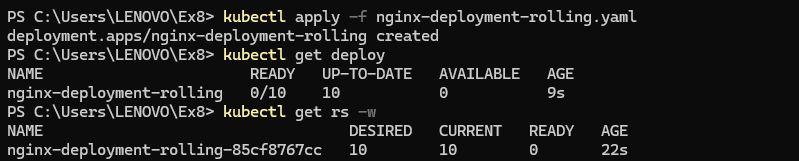 PS C:\Users\LENOVO\Ex8> kubectl apply -f nginx-deployment-rolling.yaml
deployment.apps/nginx-deployment-rolling created
PS C:\Users\LENOVO\Ex8> kubectl get deploy
NAME READY UP-TO-DATE AVAILABLE AGE
nginx-deployment-rolling 0/10 10 0 9s
PS C:\Users\LENOVO\Ex8> kubectl get rs -w
NAME DESIRED CURRENT READY AGE
nginx-deployment-rolling-85cf8767cc 10 10 0 22s